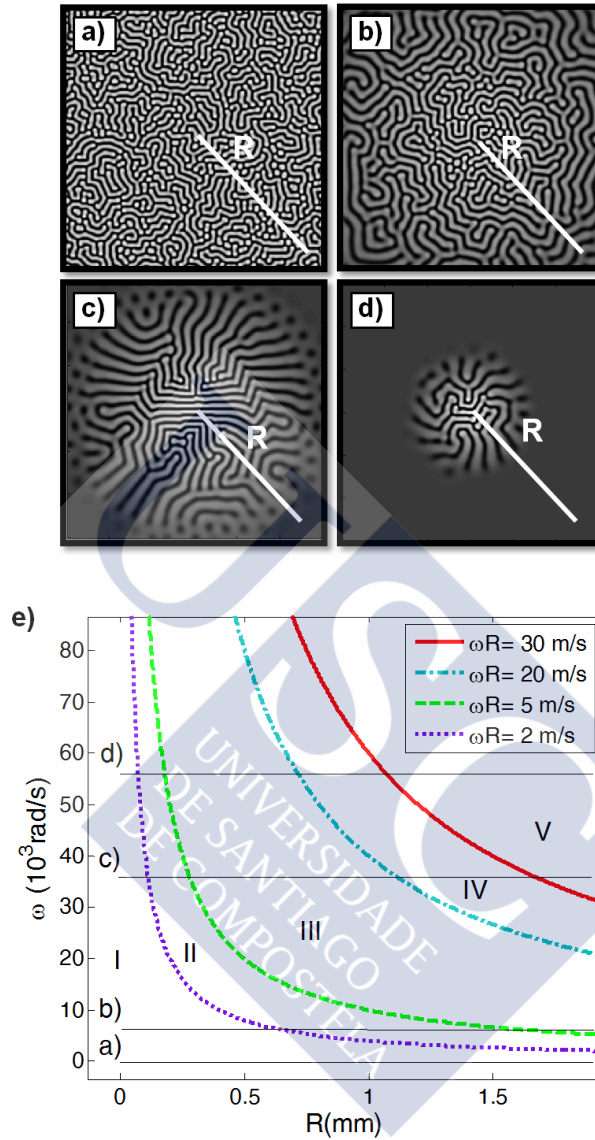 a)
b)
R
R
c)
d)
R
R
e)
ωR= 30 m/s
ωR= 20 m/s
ωR= 5 m/s
ωR= 2 m/s
80
70
60
50
40
30
20
10
0
ω (10³rad/s)
d)
c)
b)
a)
I
II
III
IV
V
0
0.5
1
1.5
R(mm)
USC
UNIVERSIDADE
DE SANTIAGO
DE COMPOSTELA